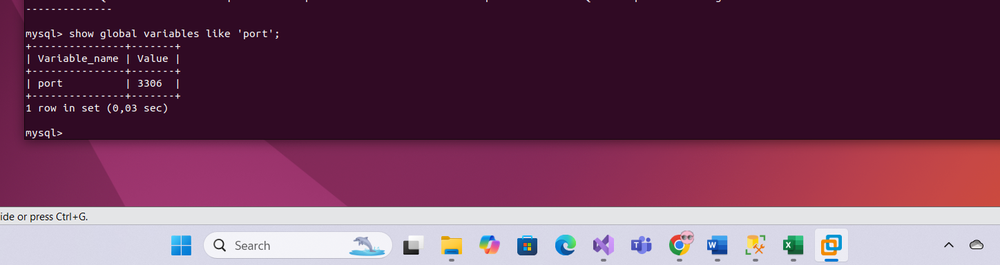 --------------
mysql> show global variables like 'port';
+---------------+-------+
| Variable_name | Value |
+---------------+-------+
| port          | 3306  |
+---------------+-------+
1 row in set (0,03 sec)
mysql>
ide or press Ctrl+G.
Search